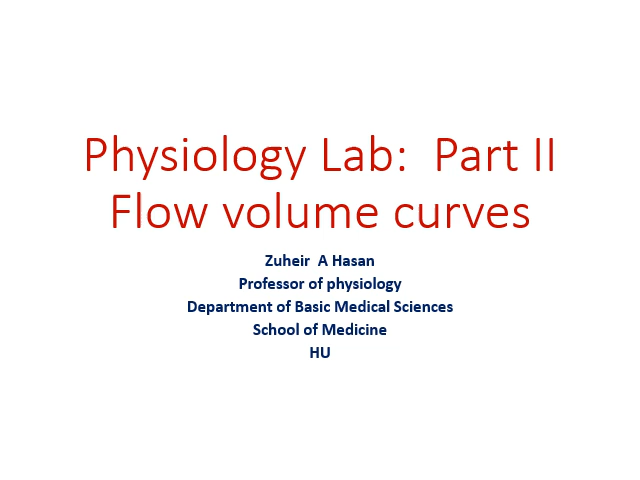 Physiology Lab:  Part II
Flow volume curves
Zuheir  A Hasan
Professor of physiology
Department of Basic Medical Sciences
School of Medicine
HU